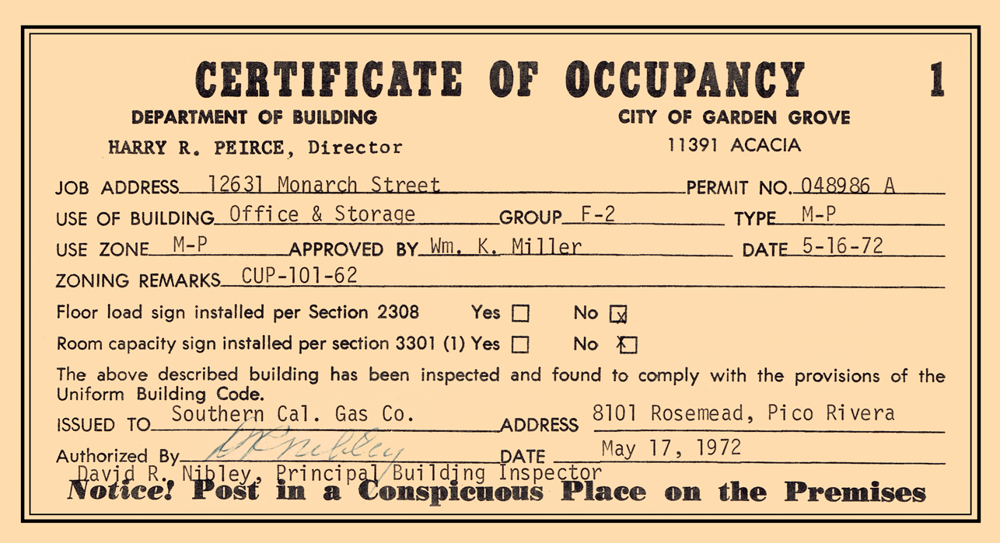 CERTIFICATE OF OCCUPANCY 1
DEPARTMENT OF BUILDING CITY OF GARDEN GROVE
HARRY R. PEIRCE, Director 11391 ACACIA
JOB ADDRESS 12631 Monarch Street PERMIT NO. 048986 A
USE OF BUILDING Office & Storage GROUP F-2 TYPE M-P
USE ZONE M-P APPROVED BY Wm. K. Miller DATE 5-16-72
ZONING REMARKS CUP-101-62
Floor load sign installed per Section 2308 Yes ☐ No ☒
Room capacity sign installed per section 3301 (1) Yes ☐ No ☒
The above described building has been inspected and found to comply with the provisions of the
Uniform Building Code.
ISSUED TO Southern Cal. Gas Co. ADDRESS 8101 Rosemead, Pico Rivera
Authorized By DR Nibley DATE May 17, 1972
David R. Nibley, Principal Building Inspector
Notice! Post in a Conspicuous Place on the Premises